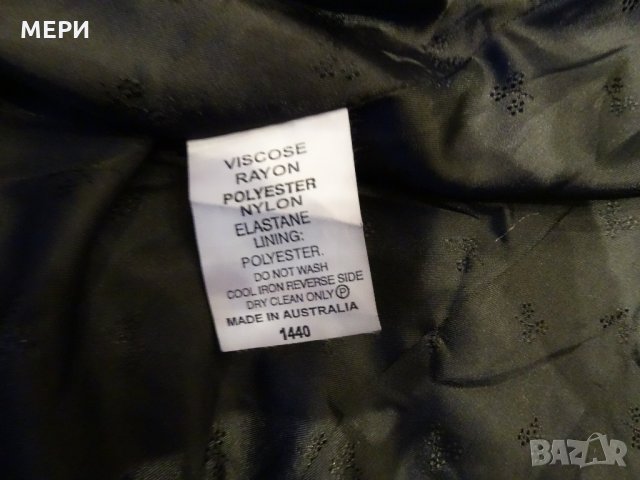 МЕРИ
VISCOSE
RAYON
POLYESTER
NYLON
ELASTANE
LINING:
POLYESTER.
DO NOT WASH
COOL IRON REVERSE SIDE
DRY CLEAN ONLY Ⓟ
MADE IN AUSTRALIA
1440
BAZAR